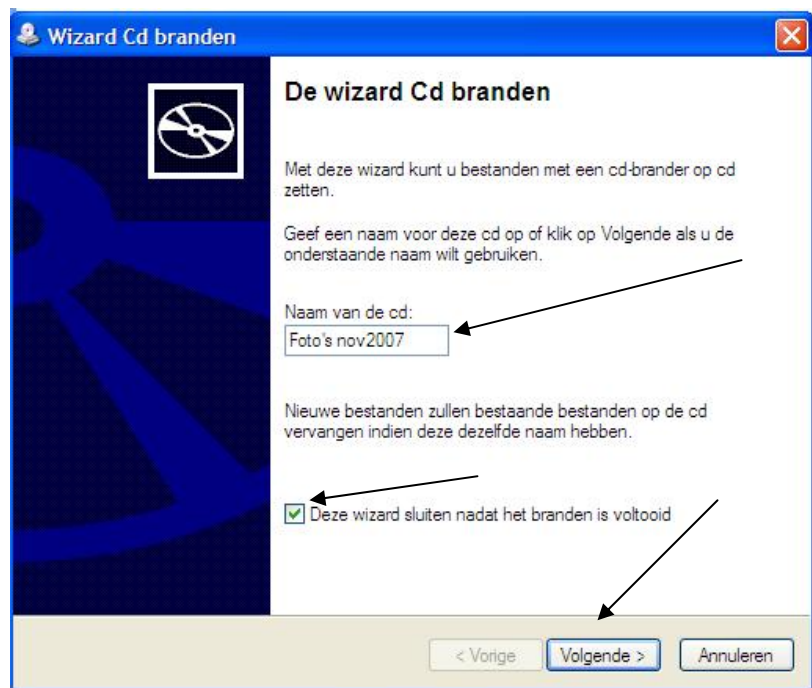 Wizard Cd branden
De wizard Cd branden
Met deze wizard kunt u bestanden met een cd-brander op cd
zetten.
Geef een naam voor deze cd op of klik op Volgende als u de
onderstaande naam wilt gebruiken.
Naam van de cd:
Foto's nov2007
Nieuwe bestanden zullen bestaande bestanden op de cd
vervangen indien deze dezelfde naam hebben.
Deze wizard sluiten nadat het branden is voltooid
< Vorige Volgende > Annuleren